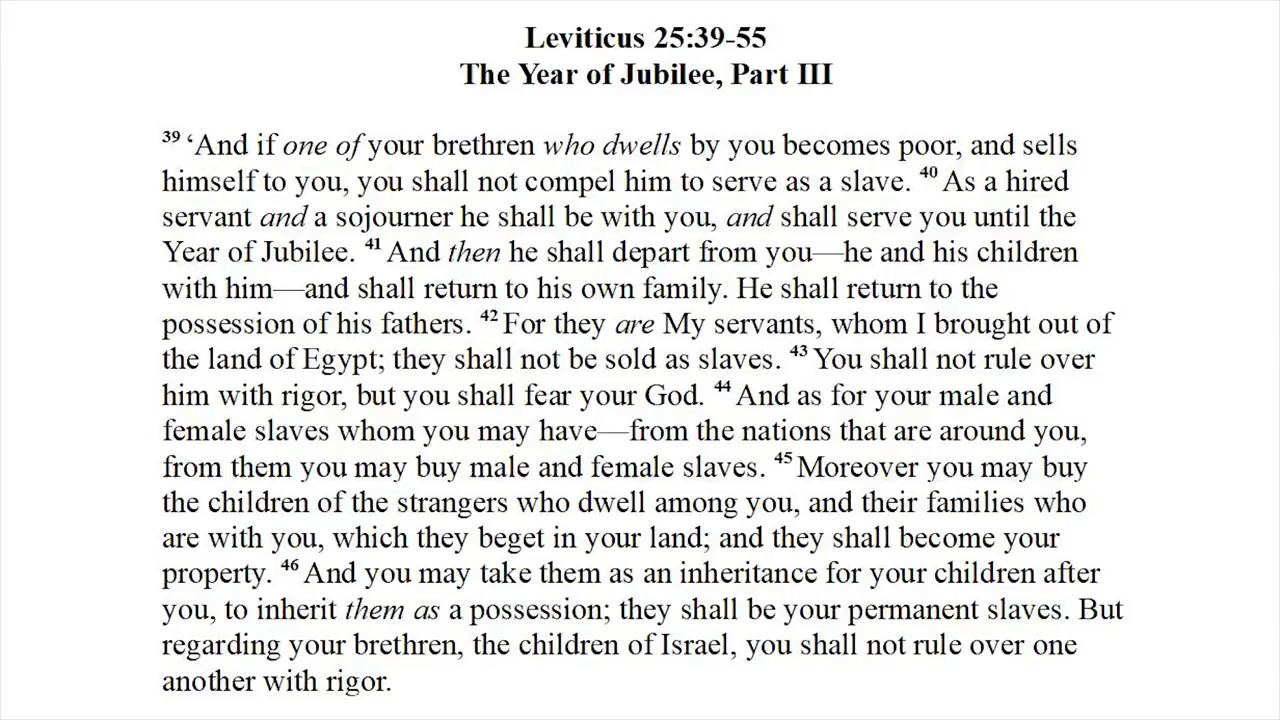 Leviticus 25:39-55
The Year of Jubilee, Part III
39 ‘And if one of your brethren who dwells by you becomes poor, and sells
himself to you, you shall not compel him to serve as a slave. 40 As a hired
servant and a sojourner he shall be with you, and shall serve you until the
Year of Jubilee. 41 And then he shall depart from you—he and his children
with him—and shall return to his own family. He shall return to the
possession of his fathers. 42 For they are My servants, whom I brought out of
the land of Egypt; they shall not be sold as slaves. 43 You shall not rule over
him with rigor, but you shall fear your God. 44 And as for your male and
female slaves whom you may have—from the nations that are around you,
from them you may buy male and female slaves. 45 Moreover you may buy
the children of the strangers who dwell among you, and their families who
are with you, which they beget in your land; and they shall become your
property. 46 And you may take them as an inheritance for your children after
you, to inherit them as a possession; they shall be your permanent slaves. But
regarding your brethren, the children of Israel, you shall not rule over one
another with rigor.